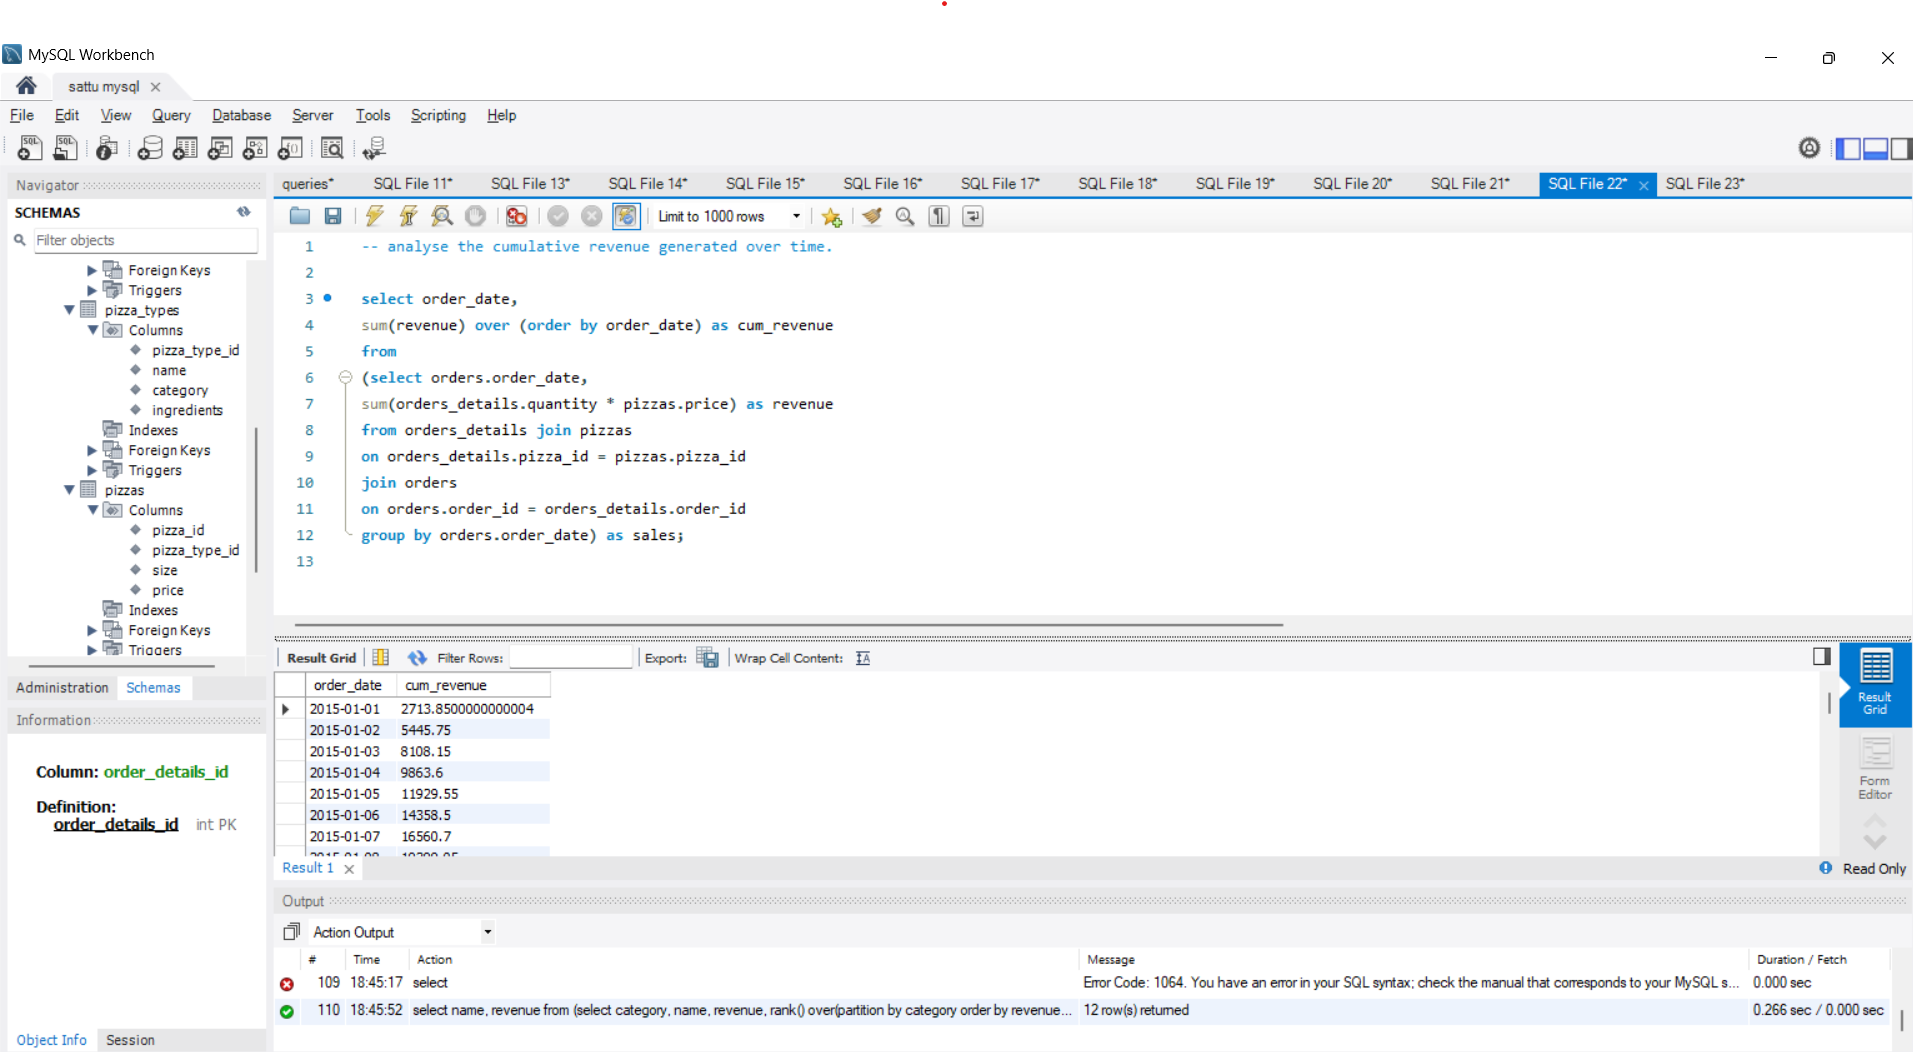 MySQL Workbench
sattu mysql
File Edit View Query Database Server Tools Scripting Help
Navigator
SCHEMAS
Filter objects
Foreign Keys
Triggers
pizza_types
Columns
pizza_type_id
name
category
ingredients
Indexes
Foreign Keys
Triggers
pizzas
Columns
pizza_id
pizza_type_id
size
price
Indexes
Foreign Keys
Triggers
Administration Schemas
Information
Column: order_details_id
Definition:
order_details_id int PK
Object Info Session
queries* SQL File 11* SQL File 13* SQL File 14* SQL File 15* SQL File 16* SQL File 17* SQL File 18* SQL File 19* SQL File 20* SQL File 21* SQL File 22* SQL File 23*
Limit to 1000 rows
1 -- analyse the cumulative revenue generated over time.
2
3 select order_date,
4 sum(revenue) over (order by order_date) as cum_revenue
5 from
6 (select orders.order_date,
7 sum(orders_details.quantity * pizzas.price) as revenue
8 from orders_details join pizzas
9 on orders_details.pizza_id = pizzas.pizza_id
10 join orders
11 on orders.order_id = orders_details.order_id
12 group by orders.order_date) as sales;
13
Result Grid Filter Rows: Export: Wrap Cell Content:
order_date cum_revenue
2015-01-01 2713.8500000000004
2015-01-02 5445.75
2015-01-03 8108.15
2015-01-04 9863.6
2015-01-05 11929.55
2015-01-06 14358.5
2015-01-07 16560.7
Result Grid
Form Editor
Result 1
Read Only
Output
Action Output
# Time Action Message Duration / Fetch
109 18:45:17 select Error Code: 1064. You have an error in your SQL syntax; check the manual that corresponds to your MySQL s... 0.000 sec
110 18:45:52 select name, revenue from (select category, name, revenue, rank() over(partition by category order by revenue... 12 row(s) returned 0.266 sec / 0.000 sec